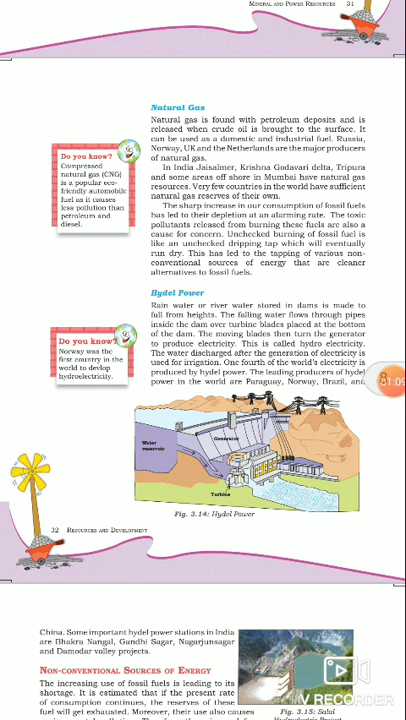 MINERAL AND POWER RESOURCES 31
Natural Gas
Natural gas is found with petroleum deposits and is
released when crude oil is brought to the surface. It
can be used as a domestic and industrial fuel. Russia,
Norway, UK and the Netherlands are the major producers
of natural gas.
In India Jaisalmer, Krishna Godavari delta, Tripura
and some areas off shore in Mumbai have natural gas
resources. Very few countries in the world have sufficient
natural gas reserves of their own.
The sharp increase in our consumption of fossil fuels
has led to their depletion at an alarming rate. The toxic
pollutants released from burning these fuels are also a
cause for concern. Unchecked burning of fossil fuel is
like an unchecked dripping tap which will eventually
run dry. This has led to the tapping of various non-
conventional sources of energy that are cleaner
alternatives to fossil fuels.
Do you know?
Compressed
natural gas (CNG)
is a popular eco-
friendly automobile
fuel as it causes
less pollution than
petroleum and
diesel.
Hydel Power
Rain water or river water stored in dams is made to
fall from heights. The falling water flows through pipes
inside the dam over turbine blades placed at the bottom
of the dam. The moving blades then turn the generator
to produce electricity. This is called hydro electricity.
The water discharged after the generation of electricity is
used for irrigation. One fourth of the world's electricity is
produced by hydel power. The leading producers of hydel
power in the world are Paraguay, Norway, Brazil, and
Do you know?
Norway was the
first country in the
world to devlop
hydroelectricity.
01:09
Water
reservoir
Generator
Turbine
Fig. 3.14: Hydel Power
32 RESOURCES AND DEVELOPMENT
China. Some important hydel power stations in India
are Bhakra Nangal, Gandhi Sagar, Nagarjunsagar
and Damodar valley projects.
NON-CONVENTIONAL SOURCES OF ENERGY
The increasing use of fossil fuels is leading to its
shortage. It is estimated that if the present rate
of consumption continues, the reserves of these
fuel will get exhausted. Moreover, their use also causes
Fig. 3.15: Salal
Hydroelectric Project
V RECORDER